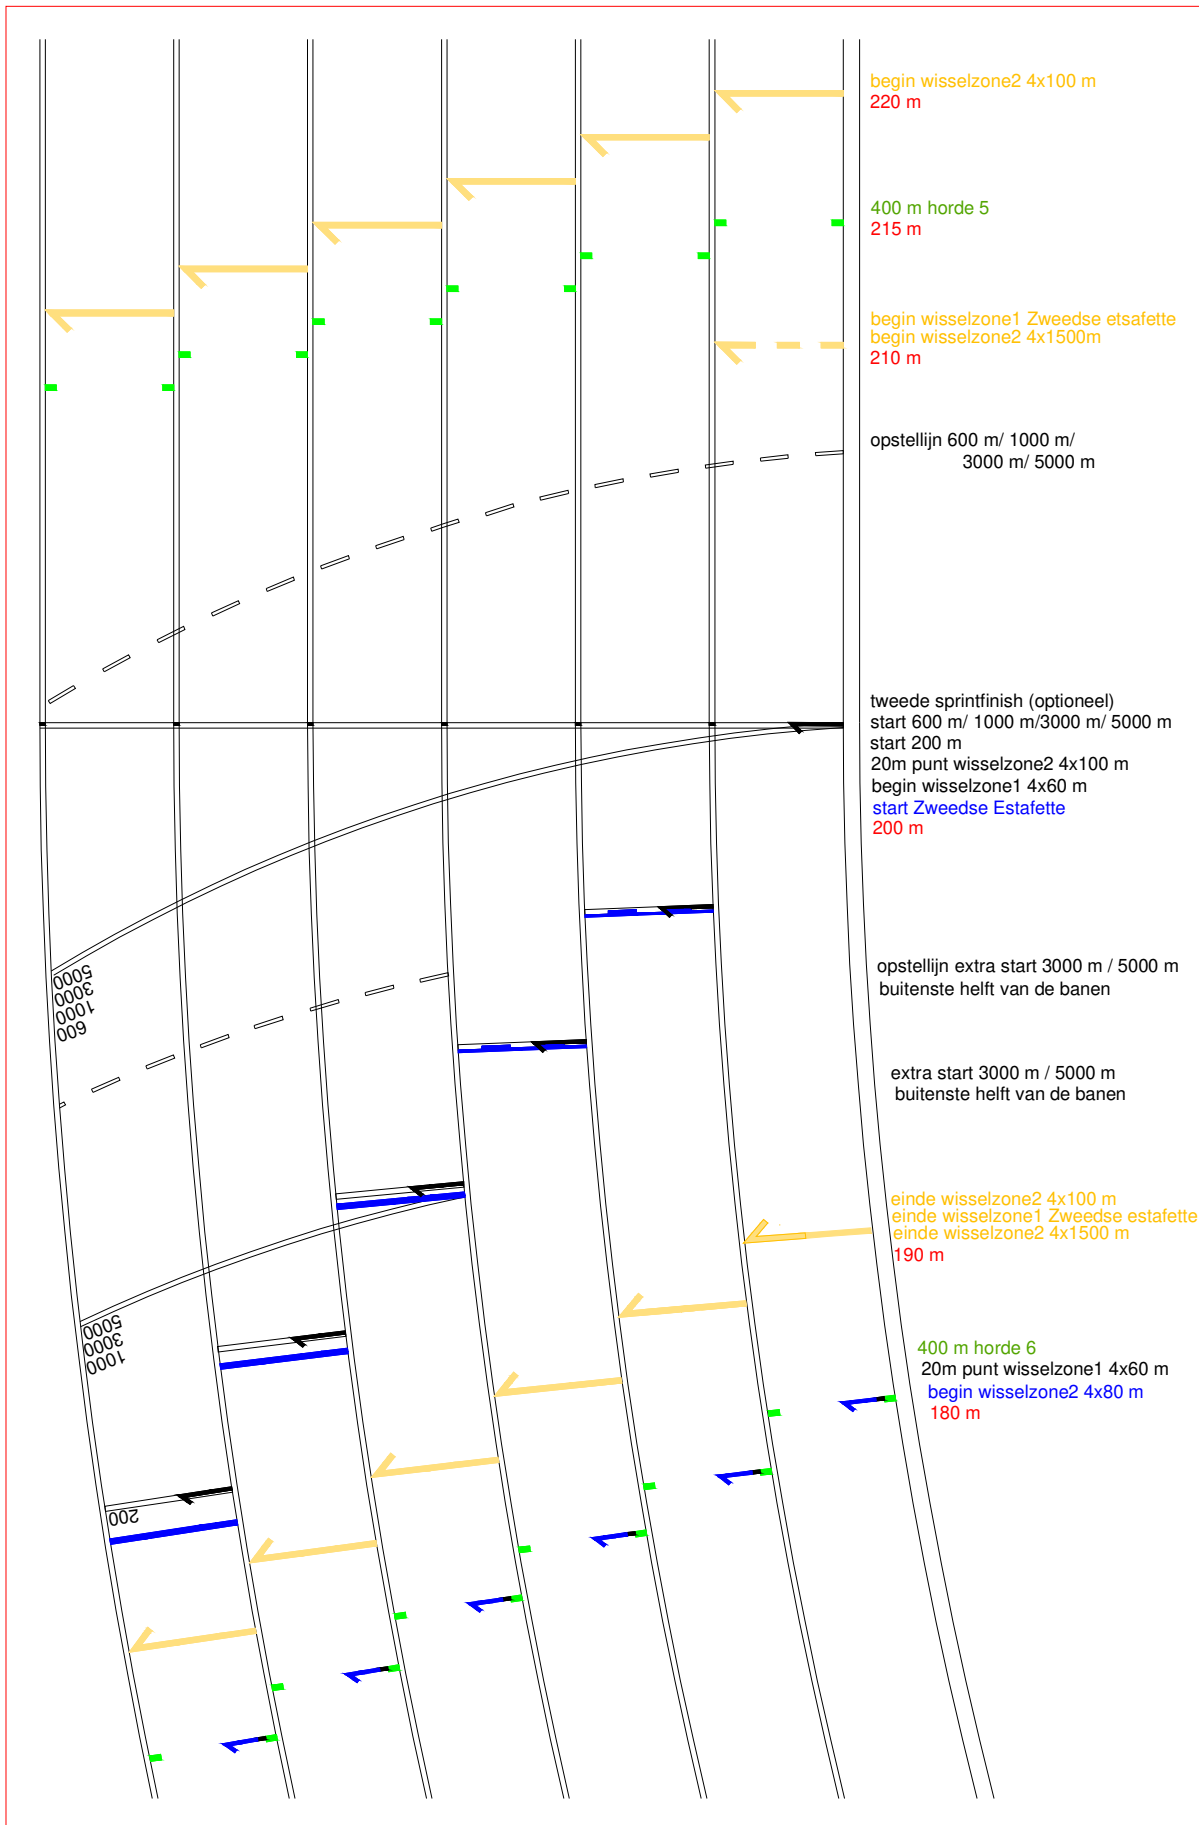 begin wisselzone2 4x100 m
220 m
400 m horde 5
215 m
begin wisselzone1 Zweedse etsafette
begin wisselzone2 4x1500m
210 m
opstellijn 600 m/ 1000 m/
3000 m/ 5000 m
tweede sprintfinish (optioneel)
start 600 m/ 1000 m/3000 m/ 5000 m
start 200 m
20m punt wisselzone2 4x100 m
begin wisselzone1 4x60 m
start Zweedse Estafette
200 m
5000
3000
1000
600
opstellijn extra start 3000 m / 5000 m
buitenste helft van de banen
extra start 3000 m / 5000 m
buitenste helft van de banen
einde wisselzone2 4x100 m
einde wisselzone1 Zweedse estafette
einde wisselzone2 4x1500 m
190 m
5000
3000
1000
400 m horde 6
20m punt wisselzone1 4x60 m
begin wisselzone2 4x80 m
180 m
200